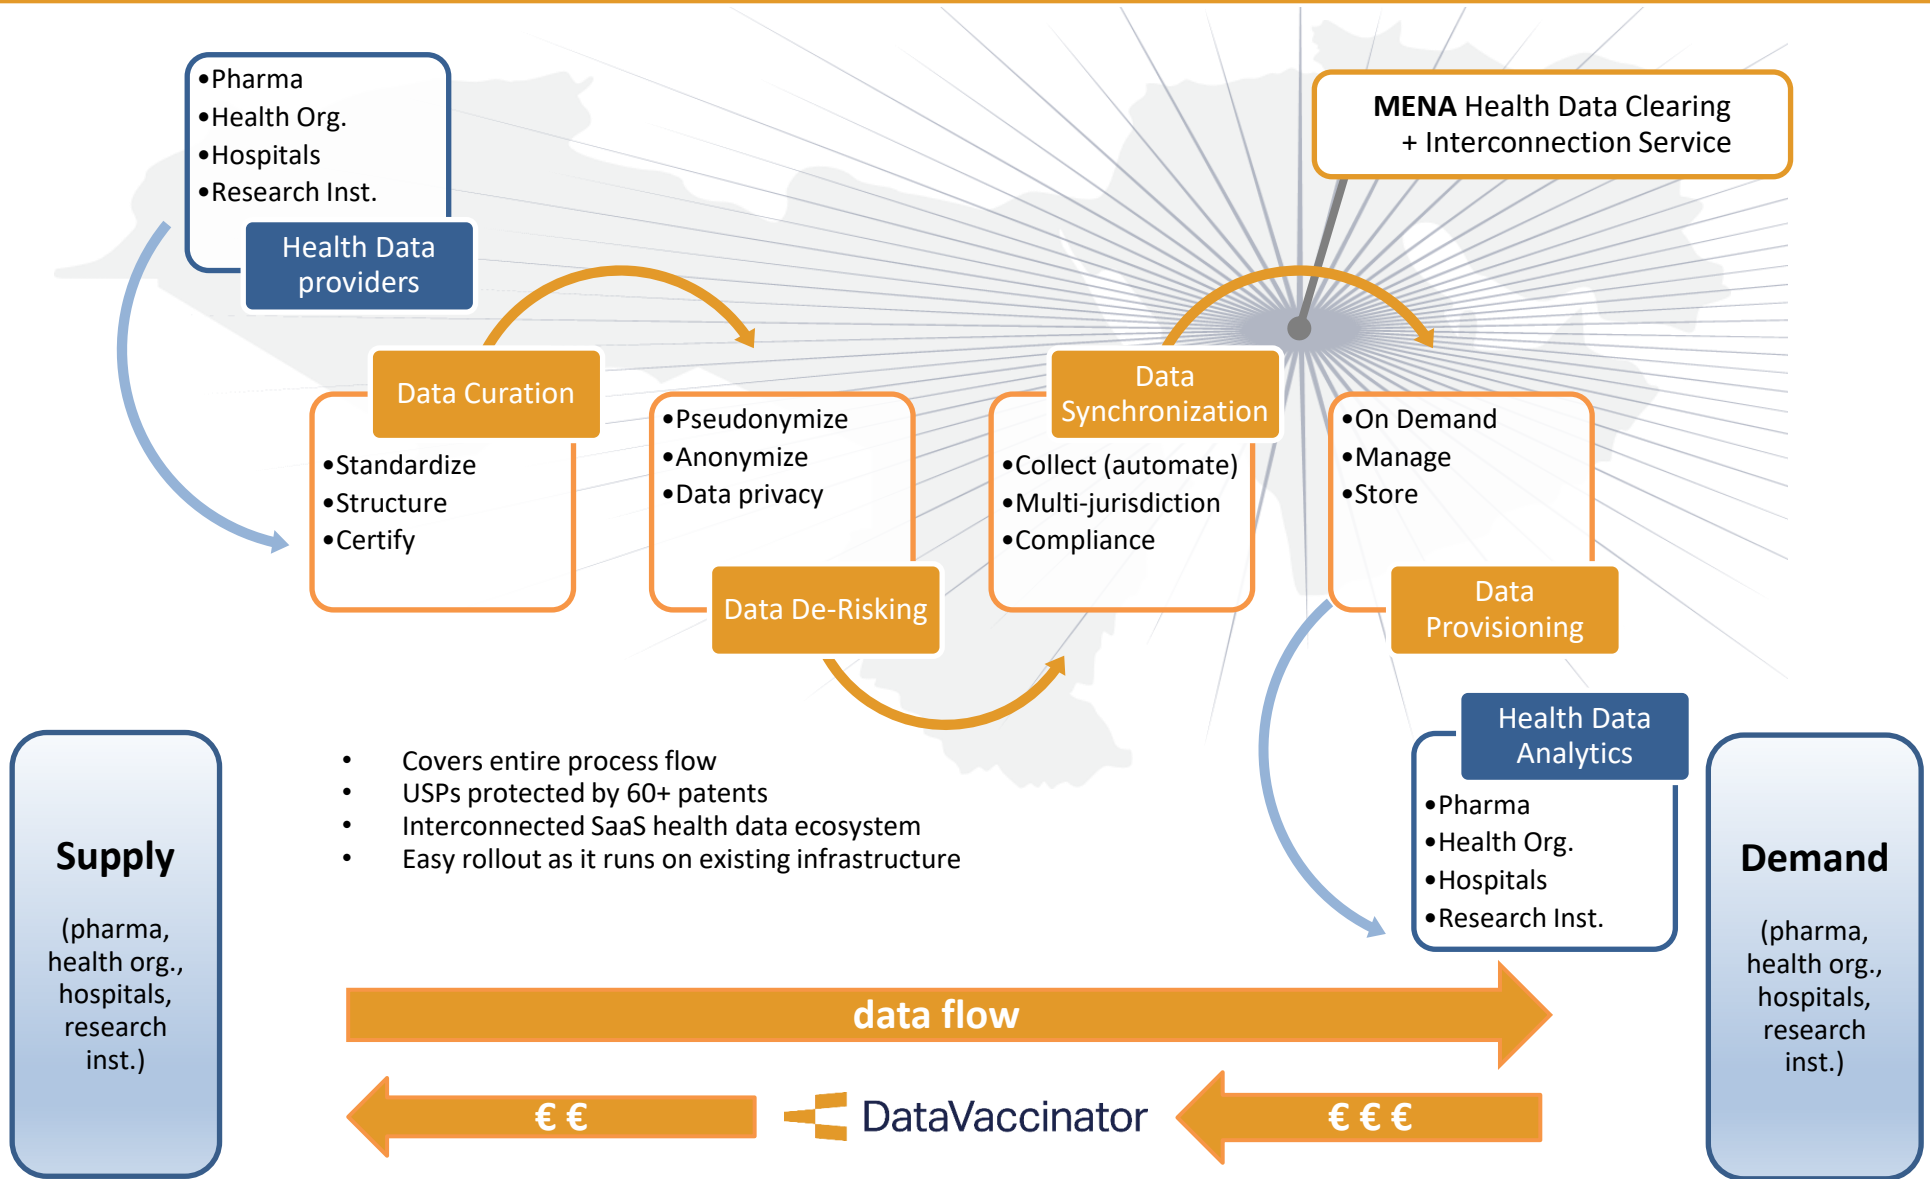 •Pharma
•Health Org.
•Hospitals
•Research Inst.
Health Data
providers
MENA Health Data Clearing
+ Interconnection Service
Data Curation
•Standardize
•Structure
•Certify
•Pseudonymize
•Anonymize
•Data privacy
Data De-Risking
Data
Synchronization
•Collect (automate)
•Multi-jurisdiction
•Compliance
•On Demand
•Manage
•Store
Data
Provisioning
Health Data
Analytics
•Pharma
•Health Org.
•Hospitals
•Research Inst.
• Covers entire process flow
• USPs protected by 60+ patents
• Interconnected SaaS health data ecosystem
• Easy rollout as it runs on existing infrastructure
Supply
(pharma,
health org.,
hospitals,
research
inst.)
Demand
(pharma,
health org.,
hospitals,
research
inst.)
data flow
€ €
DataVaccinator
€ € €